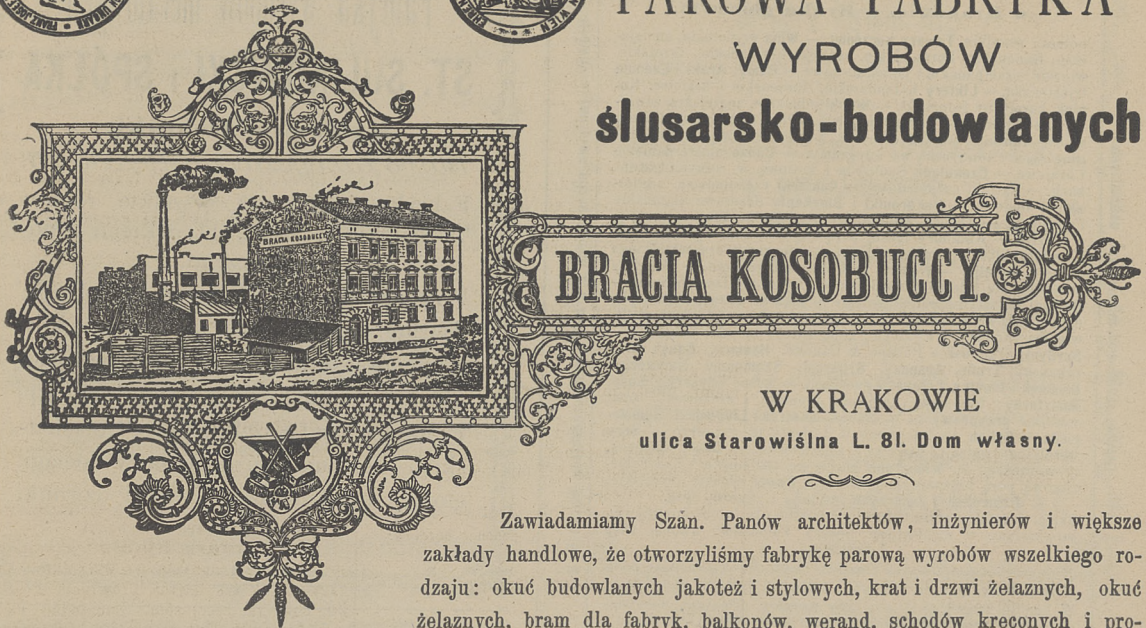 PAROWA FABRYKA
WYROBÓW
ślusarsko-budowlanych
BRACIA KOSOBUCCY
BRACIA KOSOBUCCY.
W KRAKOWIE
ulica Starowiślna L. 81. Dom własny.
Zawiadamiamy Szan. Panów architektów, inżynierów i większe
zakłady handlowe, że otworzyliśmy fabrykę parową wyrobów wszelkiego ro-
dzaju: okuć budowlanych jakoteż i stylowych, krat i drzwi żelaznych, okuć
żelaznych, bram dla fabryk, balkonów, werand, schodów kręconych i pro-